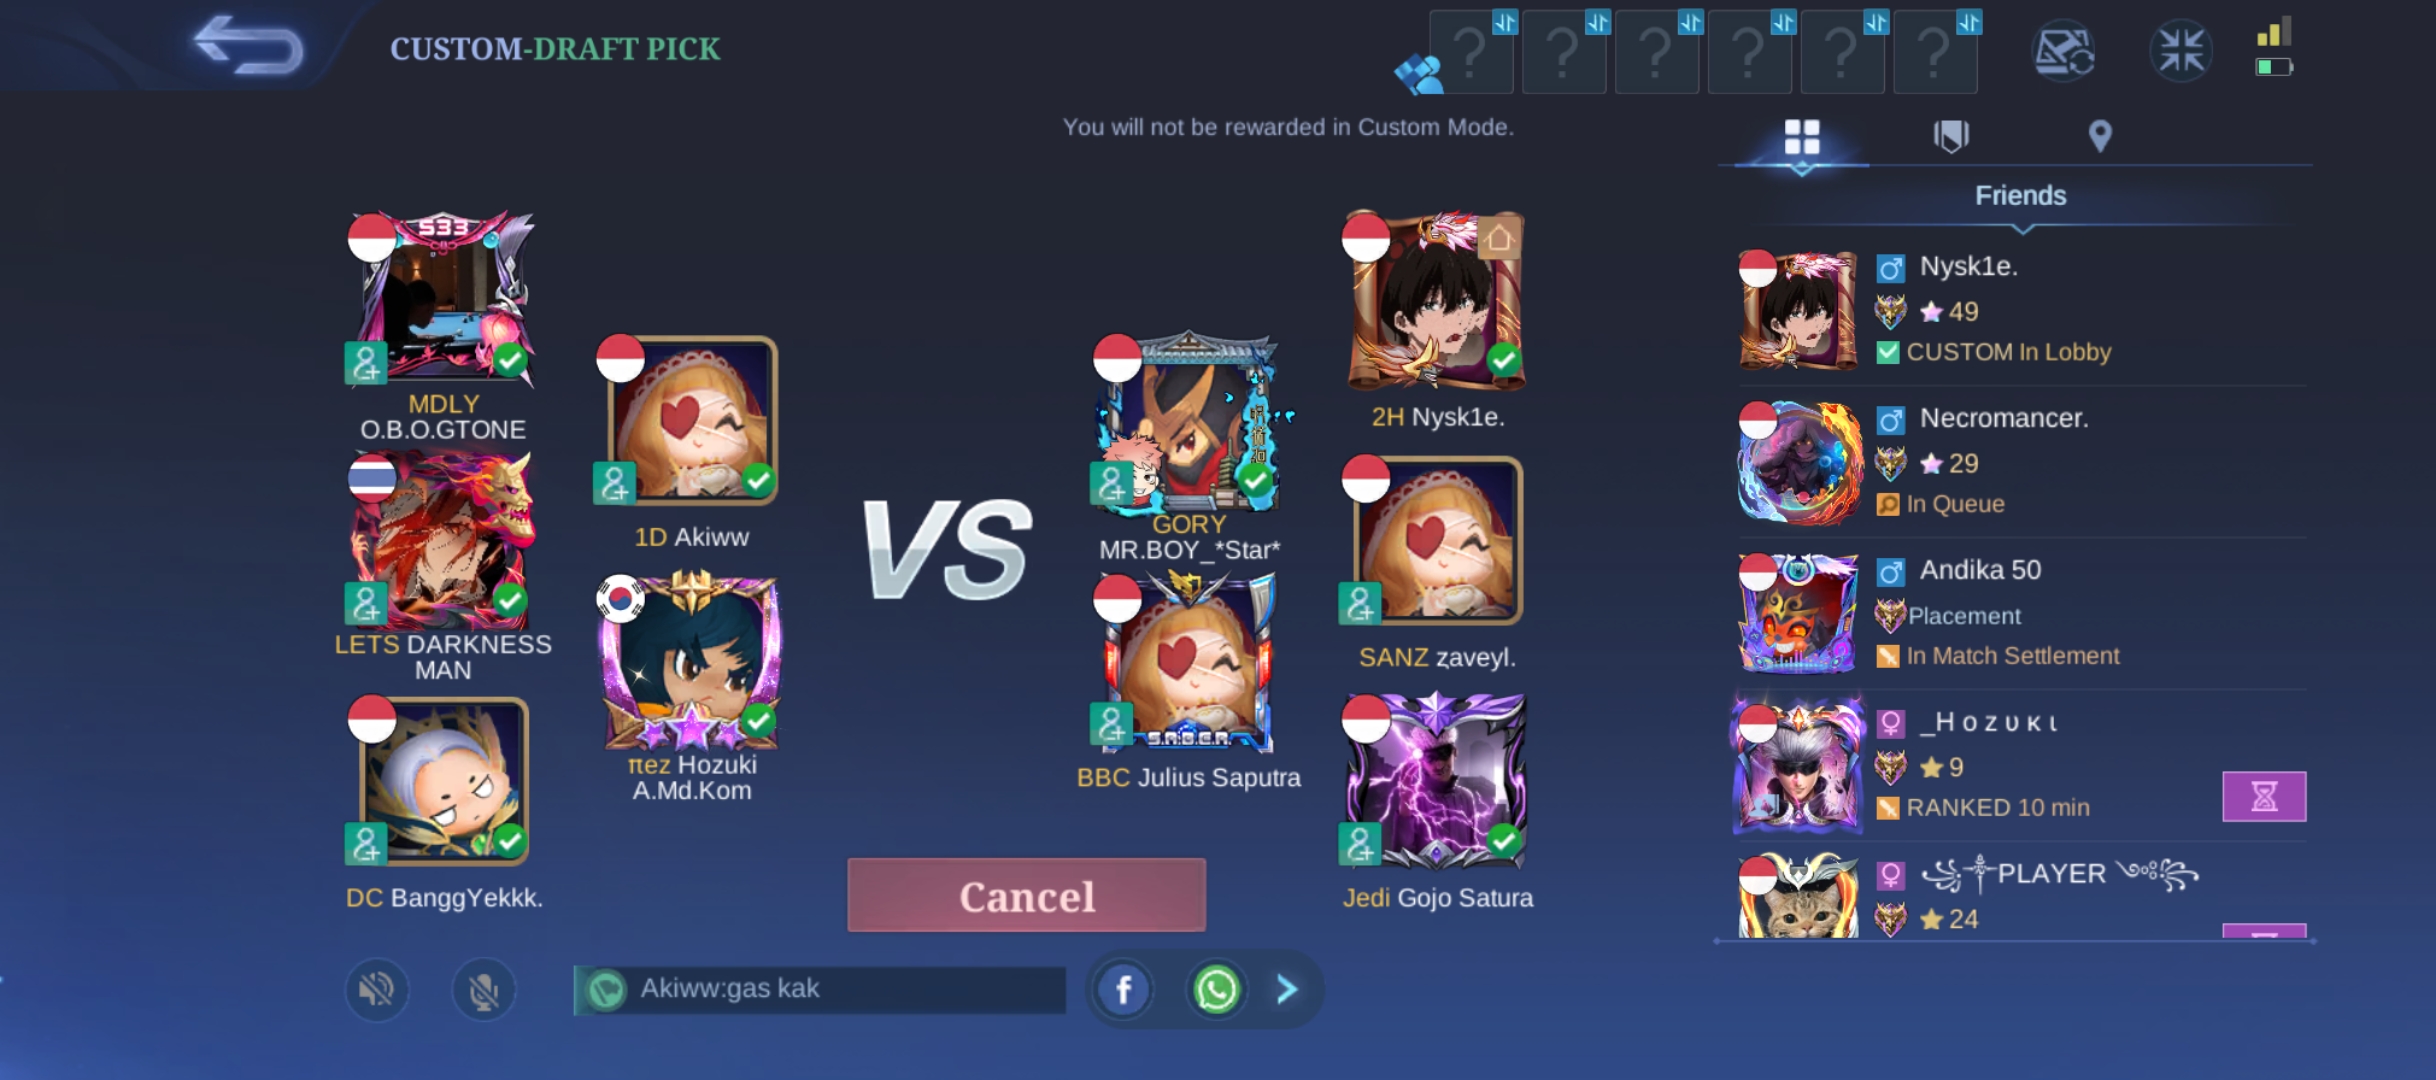 CUSTOM-DRAFT PICK
You will not be rewarded in Custom Mode.
S33
MDLY
O.B.O.GTONE
LETS DARKNESS
MAN
DC BanggYekkk.
1D Akiww
πez Hozuki
A.Md.Kom
VS
GORY
MR.BOY_*Star*
S.A.B.E.R.
BBC Julius Saputra
2H Nysk1e.
SANZ ȥaveyl.
Jedi Gojo Satura
Cancel
Akiww:gas kak
Friends
Nysk1e.
49
CUSTOM In Lobby
Necromancer.
29
In Queue
Andika 50
Placement
In Match Settlement
_H o z υ κ ι
9
RANKED 10 min
꧁༒PLAYER ༻꧂
24